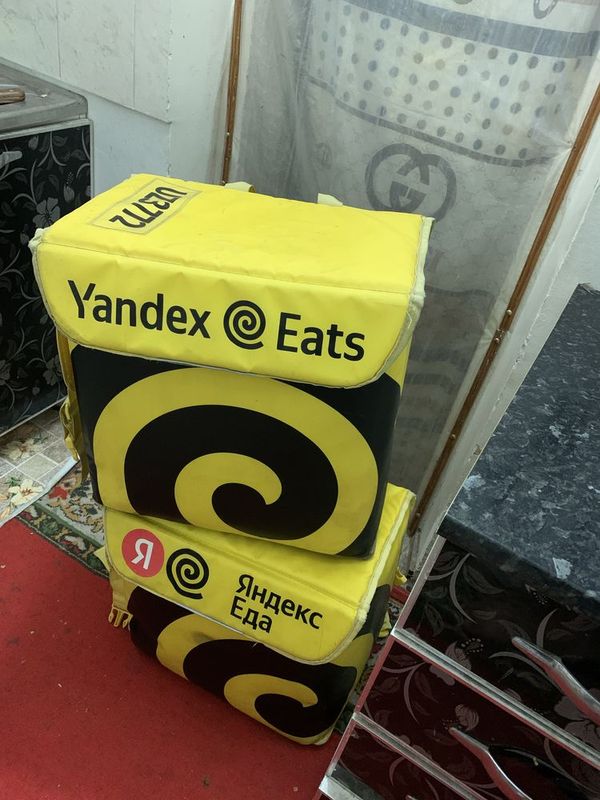 Yandex Eats
Я Яндекс
Еда